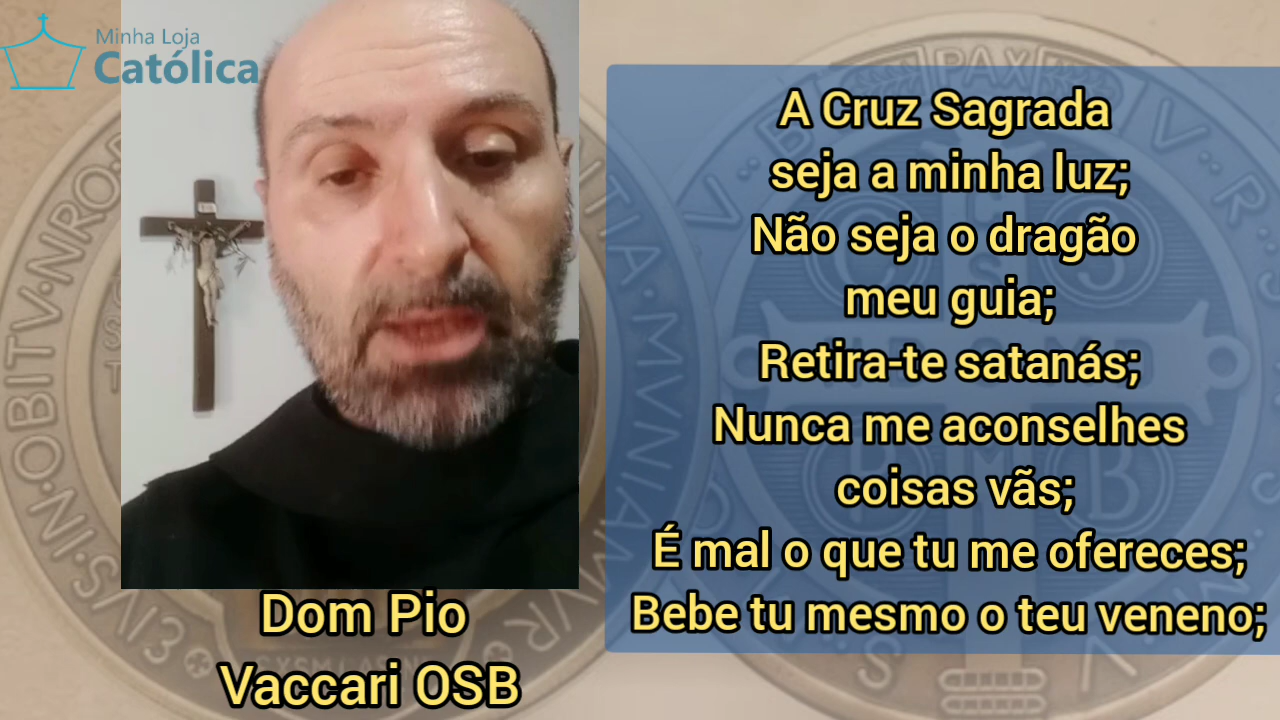 Minha Loja
Católica
A Cruz Sagrada
seja a minha luz;
Não seja o dragão
meu guia;
Retira-te satanás;
Nunca me aconselhes
coisas vãs;
É mal o que tu me ofereces;
Bebe tu mesmo o teu veneno;
Dom Pio
Vaccari OSB
PAX